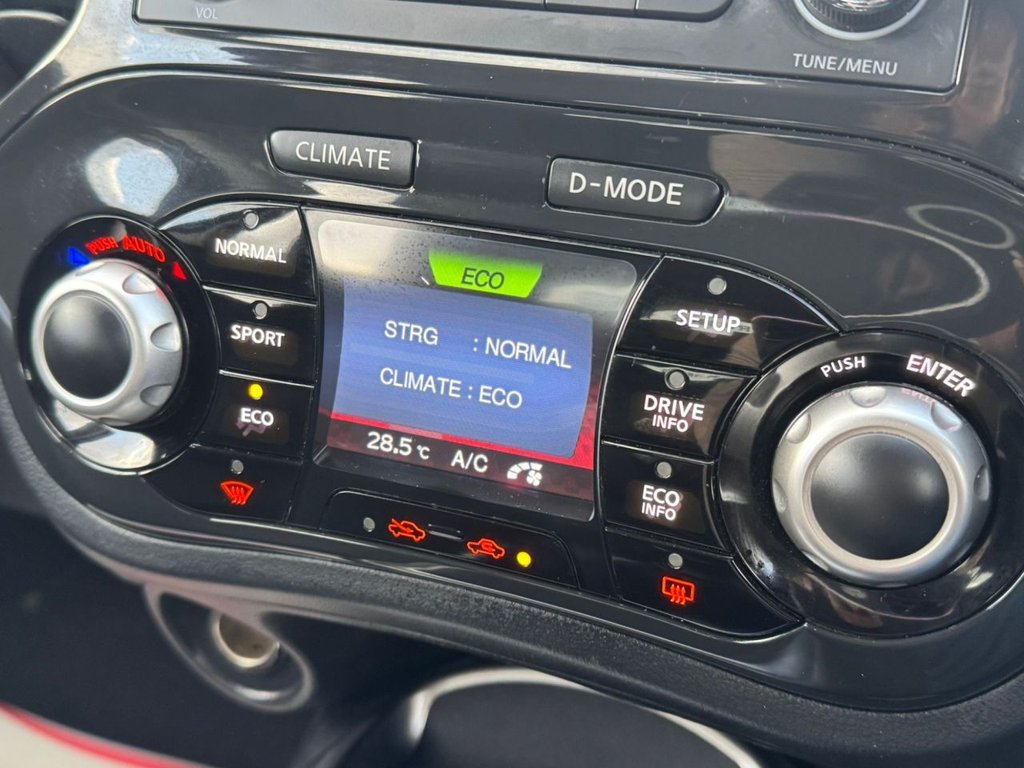 VOL
TUNE/MENU
CLIMATE
D-MODE
PUSH AUTO
NORMAL
SPORT
ECO
ECO
STRG : NORMAL
CLIMATE : ECO
28.5°C A/C
SETUP
DRIVE
INFO
ECO
INFO
PUSH ENTER